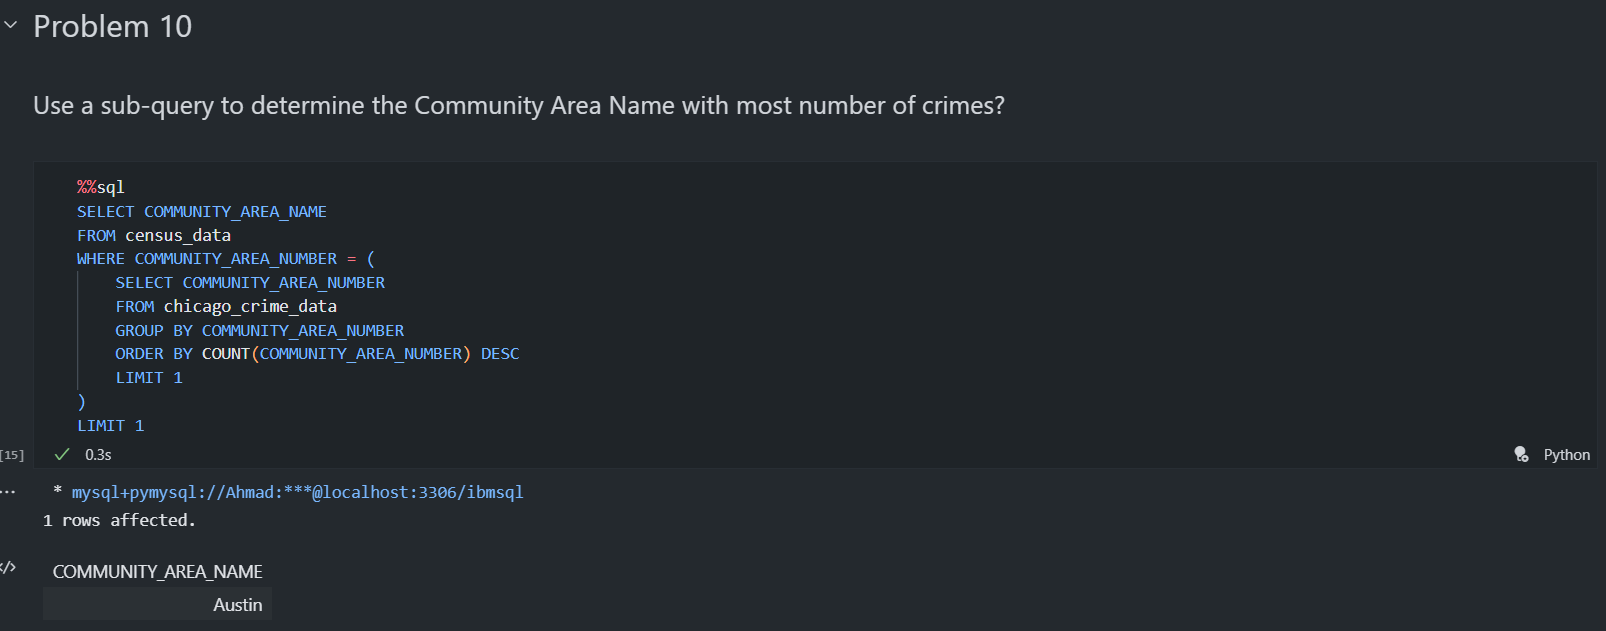 Problem 10
Use a sub-query to determine the Community Area Name with most number of crimes?
%%sql
SELECT COMMUNITY_AREA_NAME
FROM census_data
WHERE COMMUNITY_AREA_NUMBER = (
    SELECT COMMUNITY_AREA_NUMBER
    FROM chicago_crime_data
    GROUP BY COMMUNITY_AREA_NUMBER
    ORDER BY COUNT(COMMUNITY_AREA_NUMBER) DESC
    LIMIT 1
)
LIMIT 1
[15] 0.3s Python
... * mysql+pymysql://Ahmad:***@localhost:3306/ibmsql
1 rows affected.
</> COMMUNITY_AREA_NAME
Austin